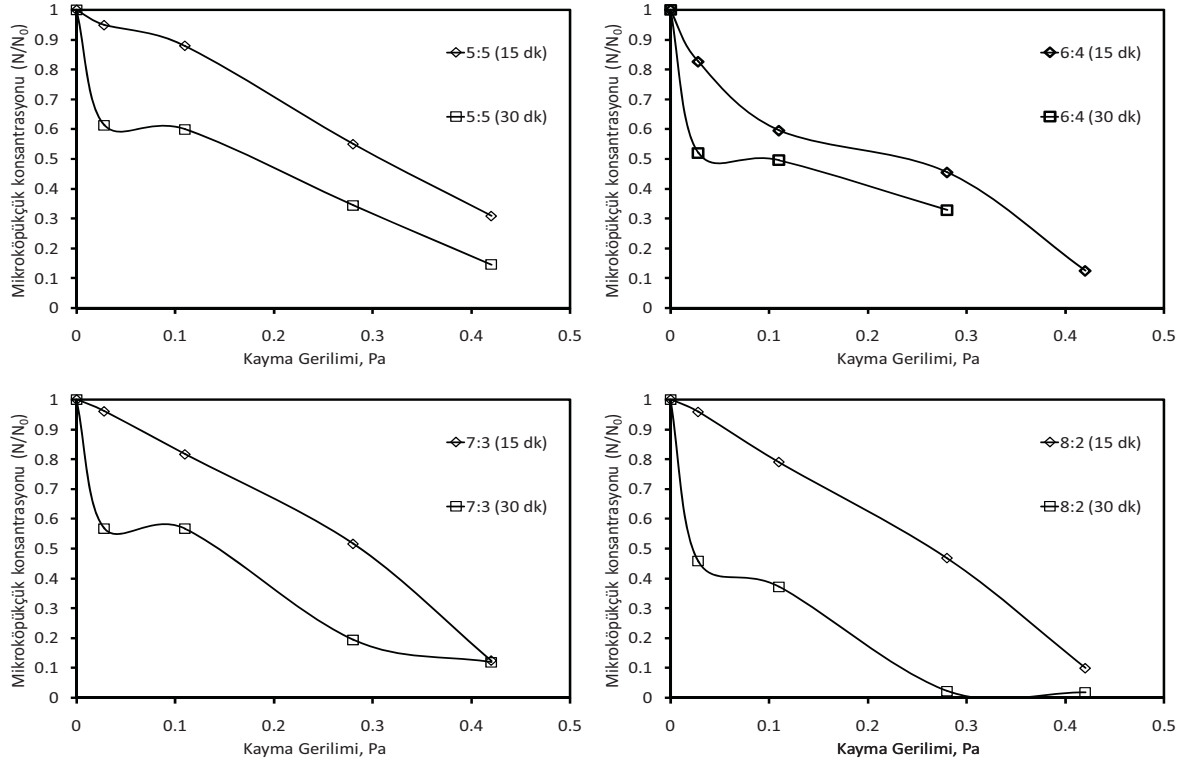 Mikroköpükçük konsantrasyonu (N/N₀)
1
0.9
0.8
0.7
0.6
0.5
0.4
0.3
0.2
0.1
0
0 0.1 0.2 0.3 0.4 0.5
Kayma Gerilimi, Pa
5:5 (15 dk)
5:5 (30 dk)
Mikroköpükçük konsantrasyonu (N/N₀)
1
0.9
0.8
0.7
0.6
0.5
0.4
0.3
0.2
0.1
0
0 0.1 0.2 0.3 0.4 0.5
Kayma Gerilimi, Pa
6:4 (15 dk)
6:4 (30 dk)
Mikroköpükçük konsantrasyonu (N/N₀)
1
0.9
0.8
0.7
0.6
0.5
0.4
0.3
0.2
0.1
0
0 0.1 0.2 0.3 0.4 0.5
Kayma Gerilimi, Pa
7:3 (15 dk)
7:3 (30 dk)
Mikroköpükçük konsantrasyonu (N/N₀)
1
0.9
0.8
0.7
0.6
0.5
0.4
0.3
0.2
0.1
0
0 0.1 0.2 0.3 0.4 0.5
Kayma Gerilimi, Pa
8:2 (15 dk)
8:2 (30 dk)